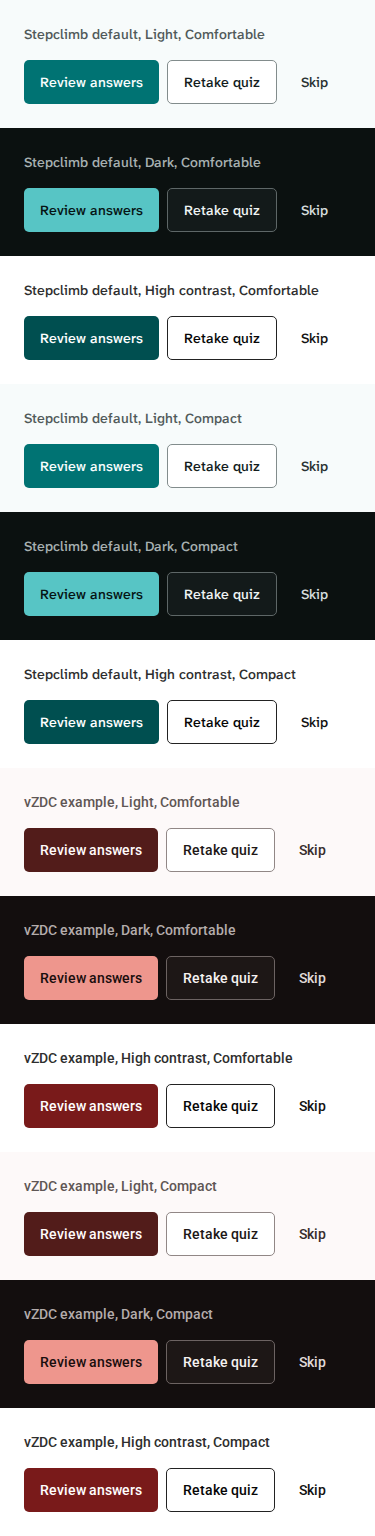 Stepclimb default, Light, Comfortable
Review answers Retake quiz Skip
Stepclimb default, Dark, Comfortable
Review answers Retake quiz Skip
Stepclimb default, High contrast, Comfortable
Review answers Retake quiz Skip
Stepclimb default, Light, Compact
Review answers Retake quiz Skip
Stepclimb default, Dark, Compact
Review answers Retake quiz Skip
Stepclimb default, High contrast, Compact
Review answers Retake quiz Skip
vZDC example, Light, Comfortable
Review answers Retake quiz Skip
vZDC example, Dark, Comfortable
Review answers Retake quiz Skip
vZDC example, High contrast, Comfortable
Review answers Retake quiz Skip
vZDC example, Light, Compact
Review answers Retake quiz Skip
vZDC example, Dark, Compact
Review answers Retake quiz Skip
vZDC example, High contrast, Compact
Review answers Retake quiz Skip